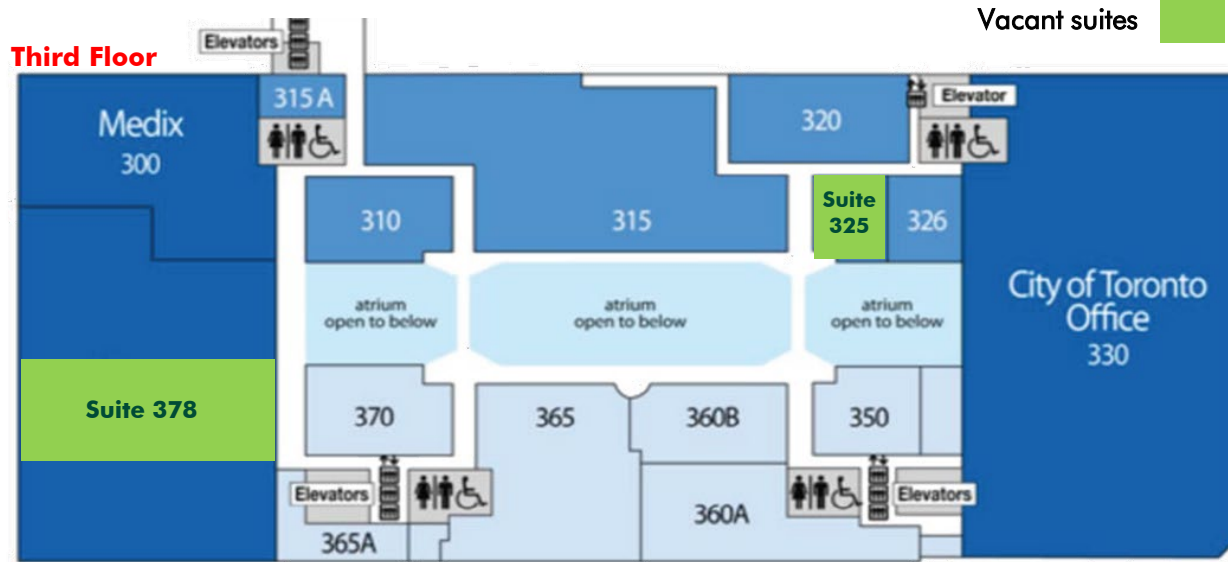 Vacant suites
Elevators
Third Floor
315 A
Elevator
Medix
300
320
310
315
Suite
325
326
City of Toronto
Office
330
atrium
open to below
atrium
open to below
atrium
open to below
Suite 378
370
365
360B
350
Elevators
Elevators
360A
365A